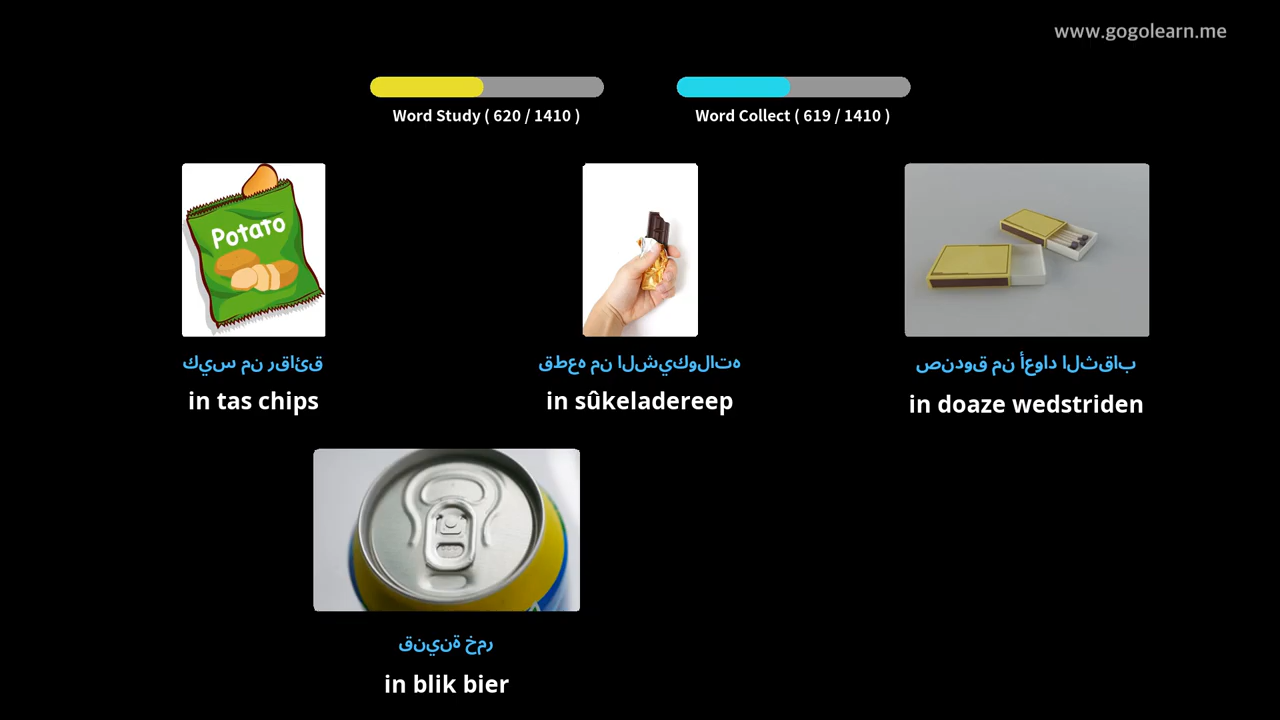 www.gogolearn.me
Word Study ( 620 / 1410 )
Word Collect ( 619 / 1410 )
Potato
كيس من رقائق
in tas chips
قطعه من الشيكولاته
in sûkeladereep
صندوق من أعواد الثقاب
in doaze wedstriden
قنينة خمر
in blik bier